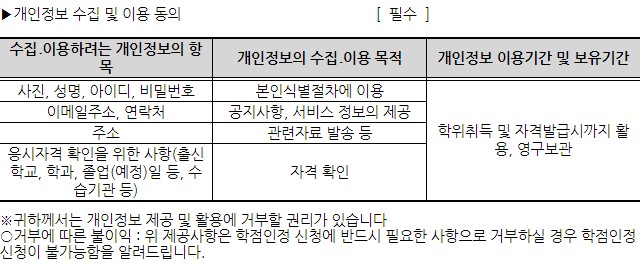 ▶개인정보 수집 및 이용 동의 [ 필수 ]
수집.이용하려는 개인정보의 항
목
개인정보의 수집.이용 목적
개인정보 이용기간 및 보유기간
사진, 성명, 아이디, 비밀번호
본인식별절차에 이용
이메일주소, 연락처
공지사항, 서비스 정보의 제공
주소
관련자료 발송 등
학위취득 및 자격발급시까지 활
용, 영구보관
응시자격 확인을 위한 사항(출신
학교, 학과, 졸업(예정)일 등, 수
습기관 등)
자격 확인
※귀하께서는 개인정보 제공 및 활용에 거부할 권리가 있습니다
○거부에 따른 불이익 : 위 제공사항은 학점인정 신청에 반드시 필요한 사항으로 거부하실 경우 학점인정
신청이 불가능함을 알려드립니다.